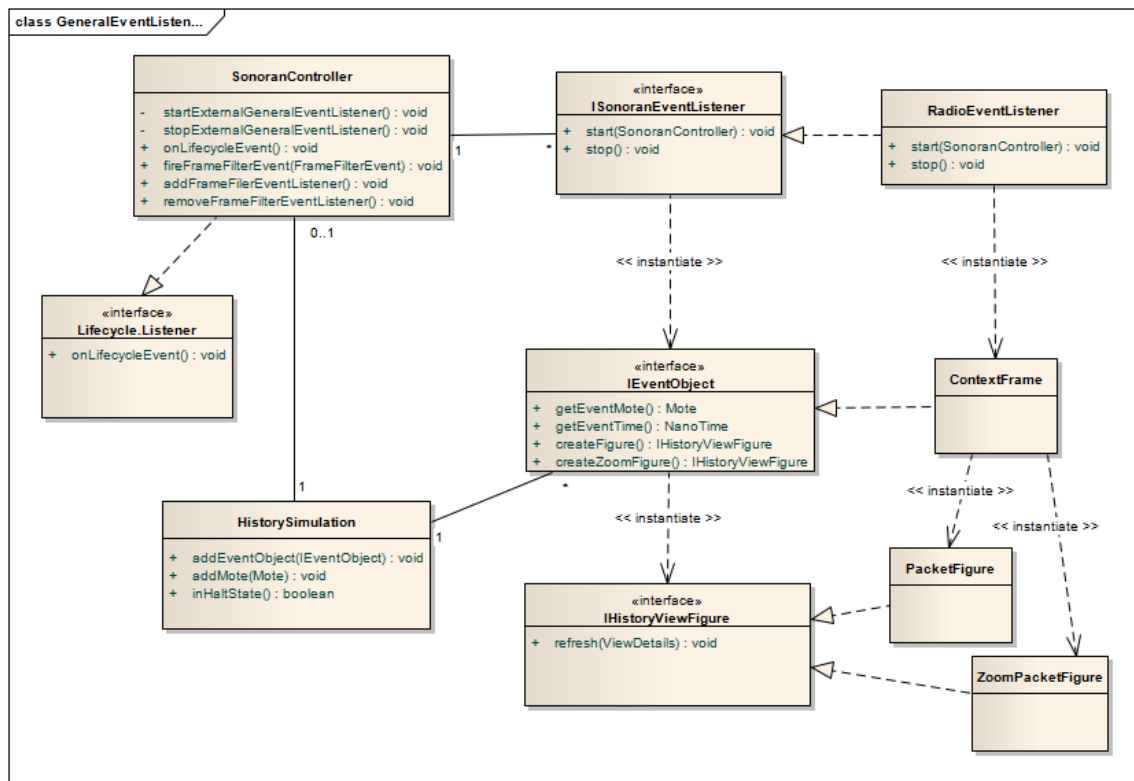 class GeneralEventListen...
SonoranController
- startExternalGeneralEventListener() : void
- stopExternalGeneralEventListener() : void
+ onLifecycleEvent() : void
+ fireFrameFilterEvent(FrameFilterEvent) : void
+ addFrameFilerEventListener() : void
+ removeFrameFilterEventListener() : void
1
*
0..1
«interface»
ISonoranEventListener
+ start(SonoranController) : void
+ stop() : void
RadioEventListener
+ start(SonoranController) : void
+ stop() : void
<< instantiate >>
<< instantiate >>
«interface»
Lifecycle.Listener
+ onLifecycleEvent() : void
«interface»
IEventObject
+ getEventMote() : Mote
+ getEventTime() : NanoTime
+ createFigure() : IHistoryViewFigure
+ createZoomFigure() : IHistoryViewFigure
ContextFrame
1
*
1
<< instantiate >>
<< instantiate >>
<< instantiate >>
HistorySimulation
+ addEventObject(IEventObject) : void
+ addMote(Mote) : void
+ inHaltState() : boolean
«interface»
IHistoryViewFigure
+ refresh(ViewDetails) : void
PacketFigure
ZoomPacketFigure